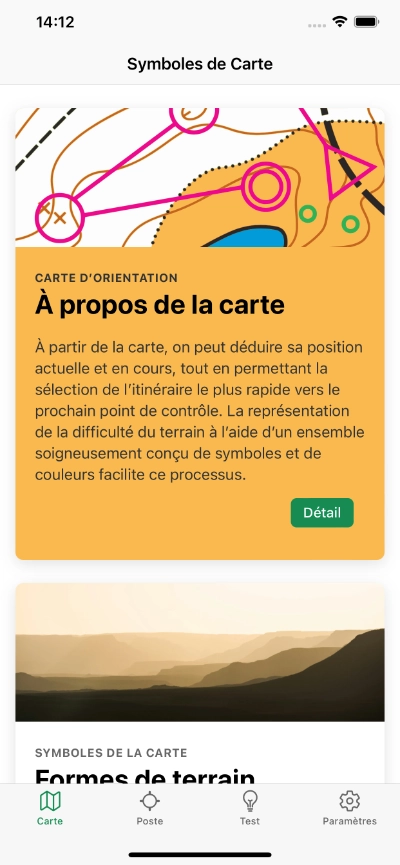 14:12
Symboles de Carte
CARTE D'ORIENTATION
À propos de la carte
À partir de la carte, on peut déduire sa position
actuelle et en cours, tout en permettant la
sélection de l'itinéraire le plus rapide vers le
prochain point de contrôle. La représentation
de la difficulté du terrain à l'aide d'un ensemble
soigneusement conçu de symboles et de
couleurs facilite ce processus.
Détail
SYMBOLES DE LA CARTE
Formes de terrain
Carte
Poste
Test
Paramètres